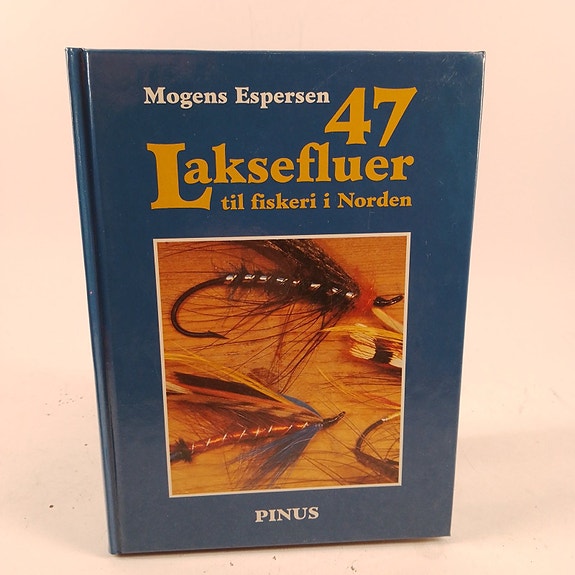 Mogens Espersen
47
Laksefluer
til fiskeri i Norden
PINUS